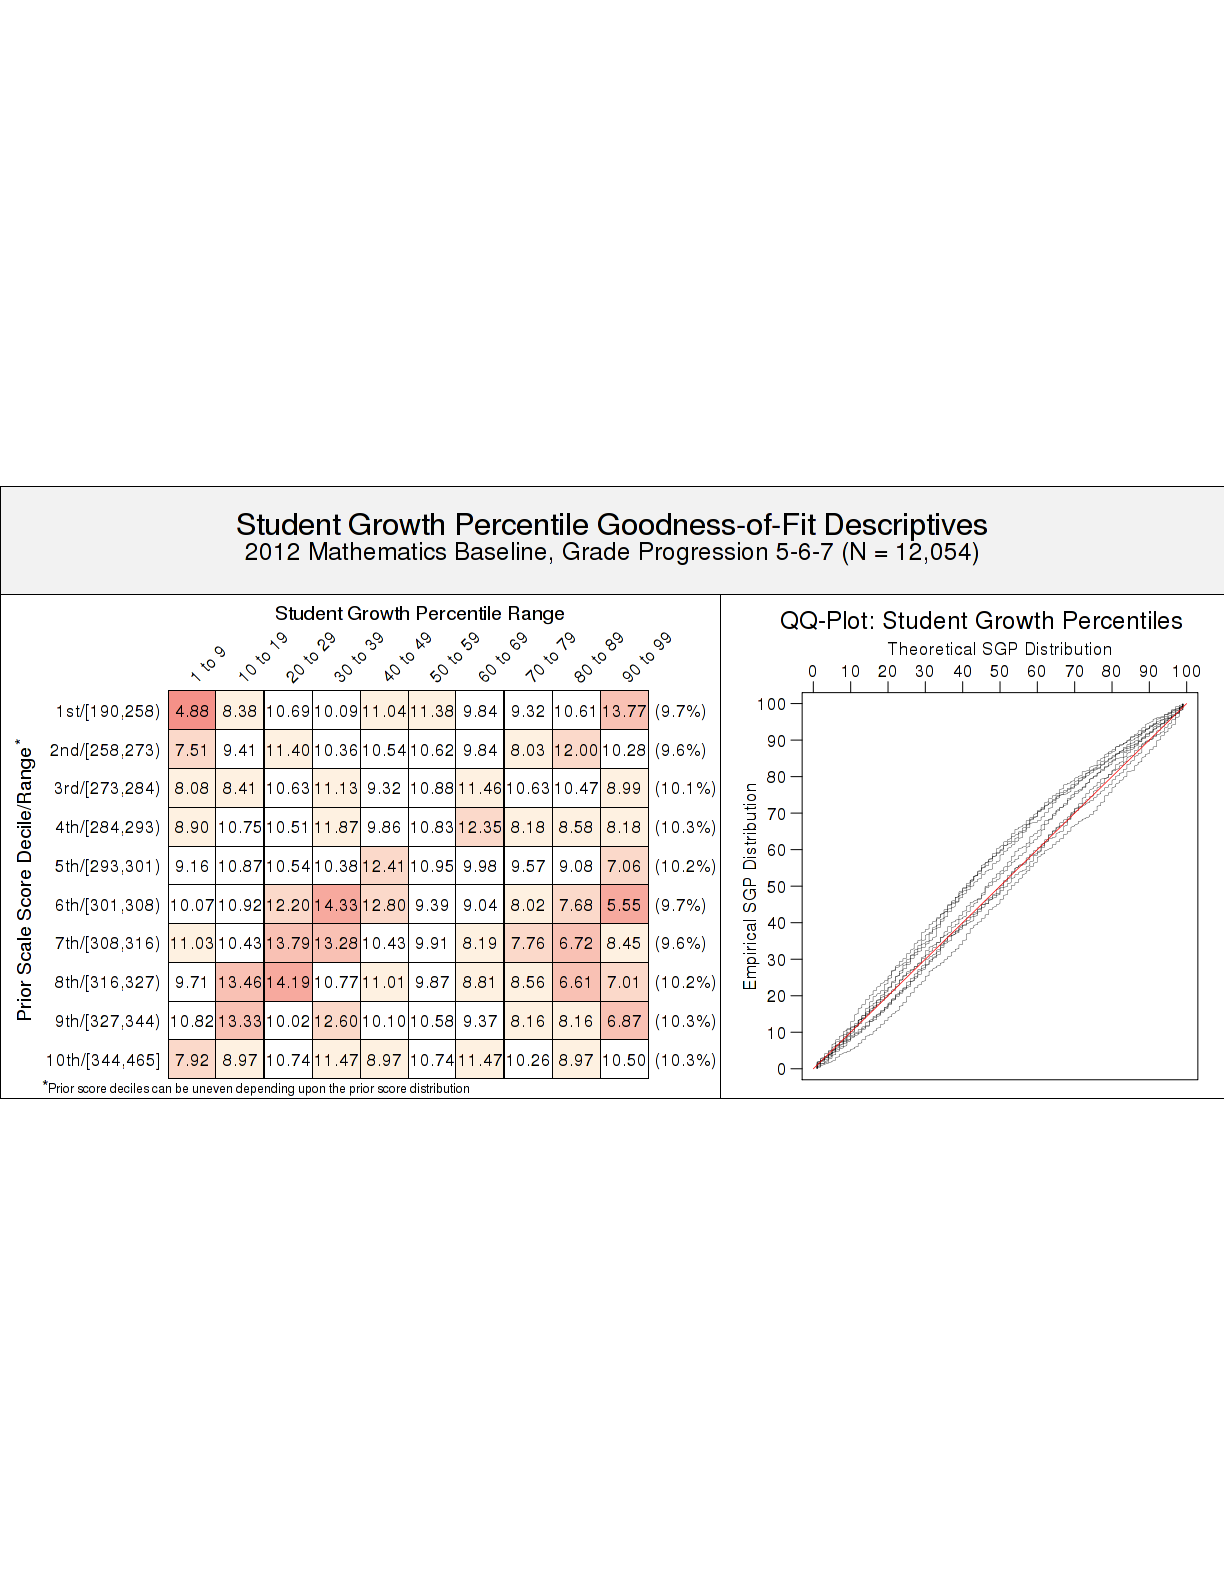 Student Growth Percentile Goodness-of-Fit Descriptives
2012 Mathematics Baseline, Grade Progression 5-6-7 (N = 12,054)
Student Growth Percentile Range
1 to 9 10 to 19 20 to 29 30 to 39 40 to 49 50 to 59 60 to 69 70 to 79 80 to 89 90 to 99
Prior Scale Score Decile/Range*
1st/[190,258) 4.88 8.38 10.69 10.09 11.04 11.38 9.84 9.32 10.61 13.77 (9.7%)
2nd/[258,273) 7.51 9.41 11.40 10.36 10.54 10.62 9.84 8.03 12.00 10.28 (9.6%)
3rd/[273,284) 8.08 8.41 10.63 11.13 9.32 10.88 11.46 10.63 10.47 8.99 (10.1%)
4th/[284,293) 8.90 10.75 10.51 11.87 9.86 10.83 12.35 8.18 8.58 8.18 (10.3%)
5th/[293,301) 9.16 10.87 10.54 10.38 12.41 10.95 9.98 9.57 9.08 7.06 (10.2%)
6th/[301,308) 10.07 10.92 12.20 14.33 12.80 9.39 9.04 8.02 7.68 5.55 (9.7%)
7th/[308,316) 11.03 10.43 13.79 13.28 10.43 9.91 8.19 7.76 6.72 8.45 (9.6%)
8th/[316,327) 9.71 13.46 14.19 10.77 11.01 9.87 8.81 8.56 6.61 7.01 (10.2%)
9th/[327,344) 10.82 13.33 10.02 12.60 10.10 10.58 9.37 8.16 8.16 6.87 (10.3%)
10th/[344,465] 7.92 8.97 10.74 11.47 8.97 10.74 11.47 10.26 8.97 10.50 (10.3%)
*Prior score deciles can be uneven depending upon the prior score distribution
QQ-Plot: Student Growth Percentiles
Theoretical SGP Distribution
0 10 20 30 40 50 60 70 80 90 100
Empirical SGP Distribution
100
90
80
70
60
50
40
30
20
10
0